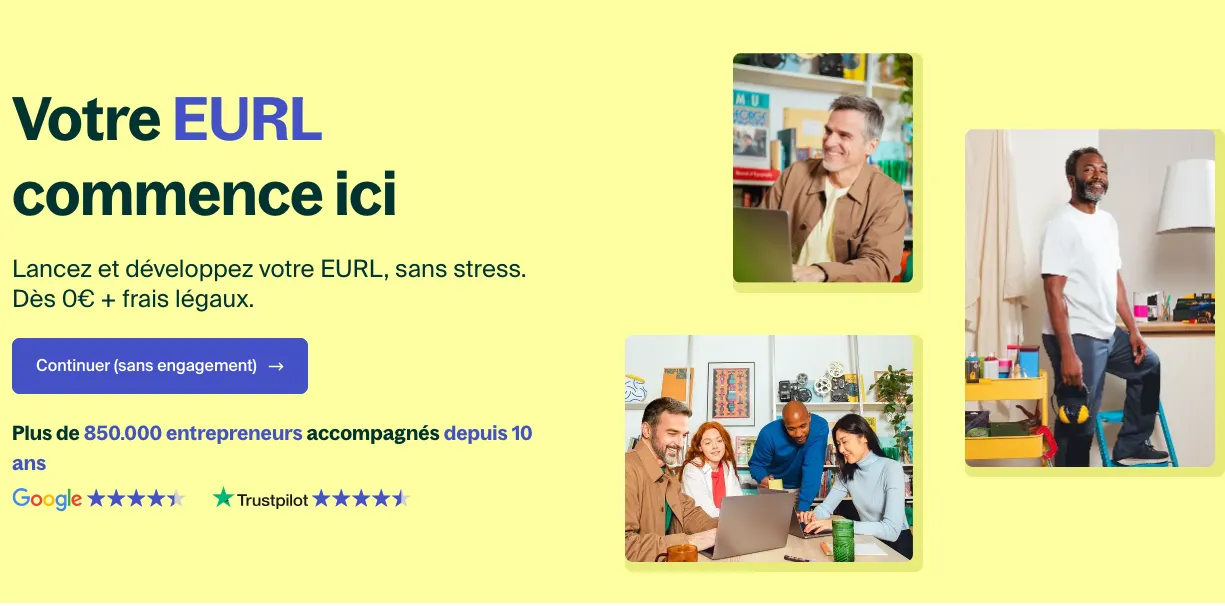 Votre EURL
commence ici
Lancez et développez votre EURL, sans stress.
Dès 0€ + frais légaux.
Continuer (sans engagement) →
Plus de 850.000 entrepreneurs accompagnés depuis 10
ans
Google Trustpilot